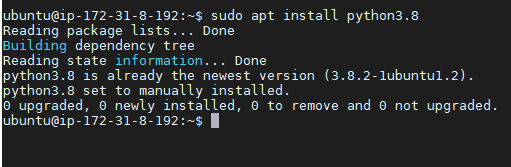 ubuntu@ip-172-31-8-192:~$ sudo apt install python3.8
Reading package lists... Done
Building dependency tree
Reading state information... Done
python3.8 is already the newest version (3.8.2-1ubuntu1.2).
python3.8 set to manually installed.
0 upgraded, 0 newly installed, 0 to remove and 0 not upgraded.
ubuntu@ip-172-31-8-192:~$